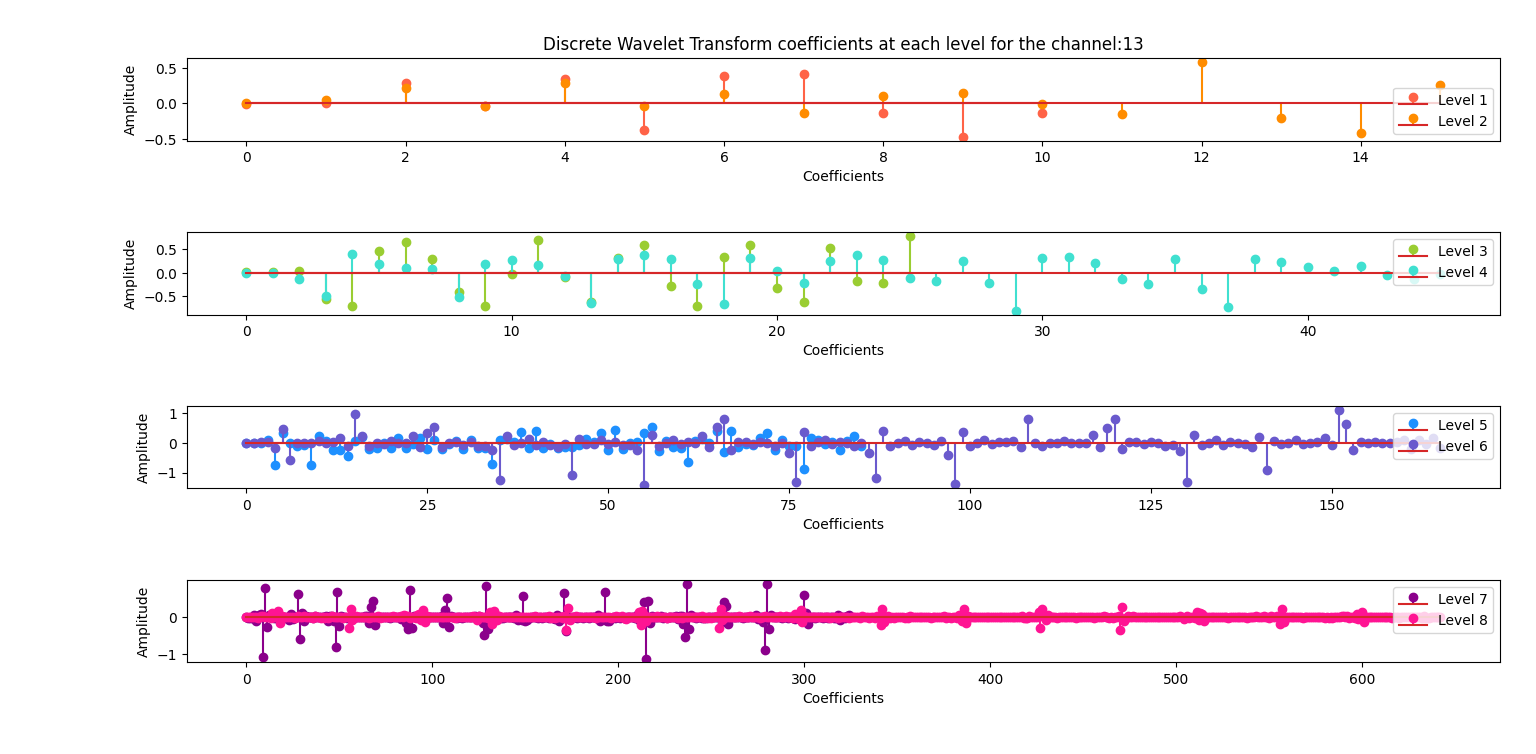 Discrete Wavelet Transform coefficients at each level for the channel:13
Amplitude
0.5
0.0
−0.5
0 2 4 6 8 10 12 14
Coefficients
Level 1
Level 2
Amplitude
0.5
0.0
−0.5
0 10 20 30 40
Coefficients
Level 3
Level 4
Amplitude
1
0
−1
0 25 50 75 100 125 150
Coefficients
Level 5
Level 6
Amplitude
0
−1
0 100 200 300 400 500 600
Coefficients
Level 7
Level 8